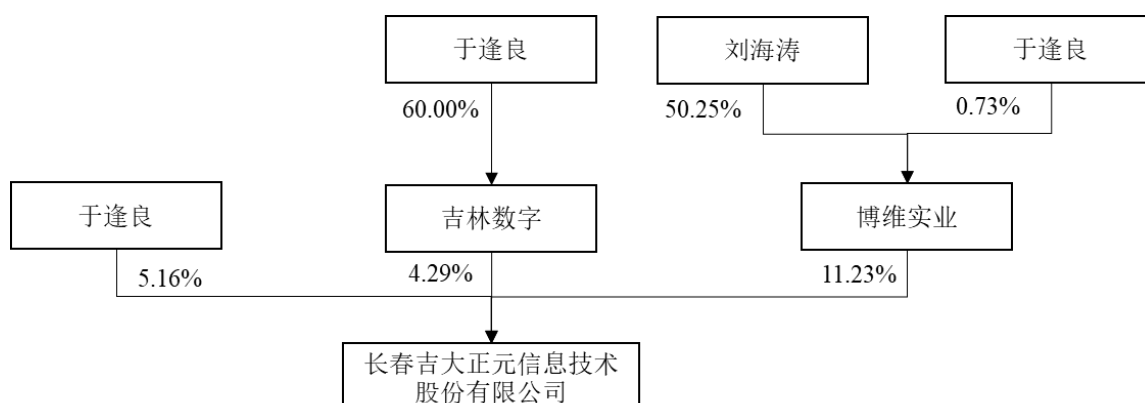 于逢良
刘海涛
于逢良
60.00%
50.25%
0.73%
于逢良
吉林数字
博维实业
5.16%
4.29%
11.23%
长春吉大正元信息技术
股份有限公司